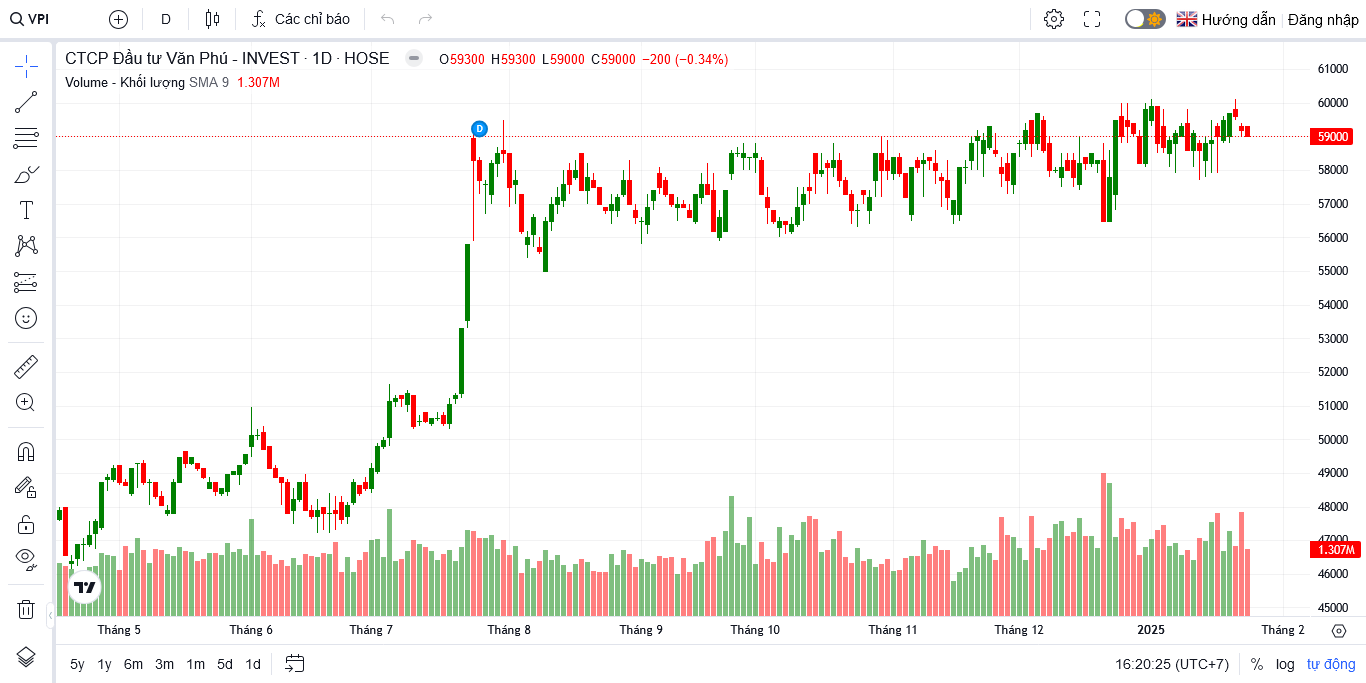 VPI D Các chỉ báo Hướng dẫn Đăng nhập
CTCP Đầu tư Văn Phú - INVEST · 1D · HOSE O59300 H59300 L59000 C59000 −200 (−0.34%)
Volume - Khối lượng SMA 9 1.307M
D
61000
60000
59000
58000
57000
56000
55000
54000
53000
52000
51000
50000
49000
48000
47000
1.307M
46000
45000
Tháng 5 Tháng 6 Tháng 7 Tháng 8 Tháng 9 Tháng 10 Tháng 11 Tháng 12 2025 Tháng 2
5y 1y 6m 3m 1m 5d 1d 16:20:25 (UTC+7) % log tự động